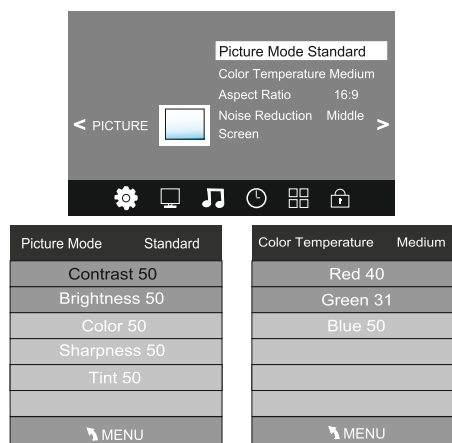 Picture Mode Standard
Color Temperature Medium
Aspect Ratio 16:9
Noise Reduction Middle
Screen
< PICTURE >
Picture Mode Standard
Contrast 50
Brightness 50
Color 50
Sharpness 50
Tint 50
MENU
Color Temperature Medium
Red 40
Green 31
Blue 50
MENU